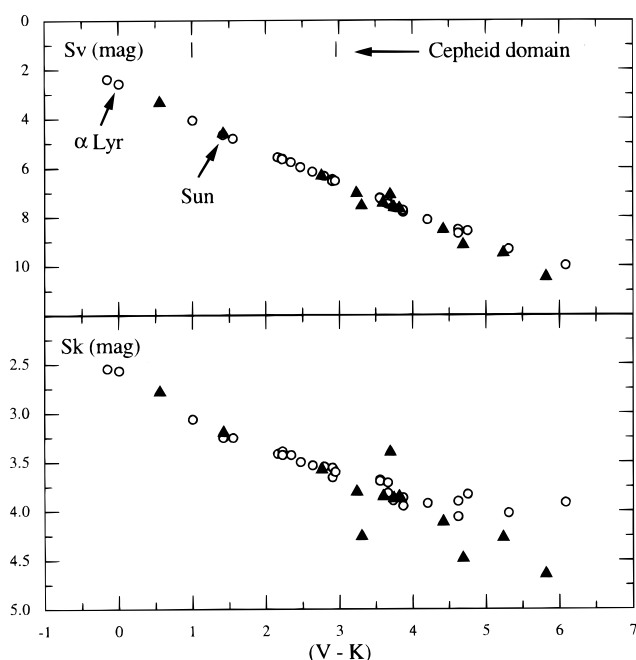 0
Sv (mag)
Cepheid domain
2
α Lyr
4
Sun
6
8
10
Sk (mag)
2.5
3.0
3.5
4.0
4.5
5.0
-1 0 1 2 3 4 5 6 7
(V - K)